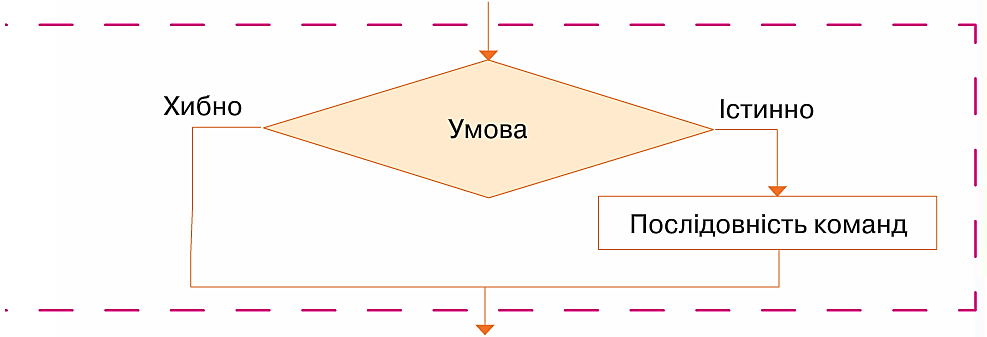 Хибно
Істинно
Умова
Послідовність команд